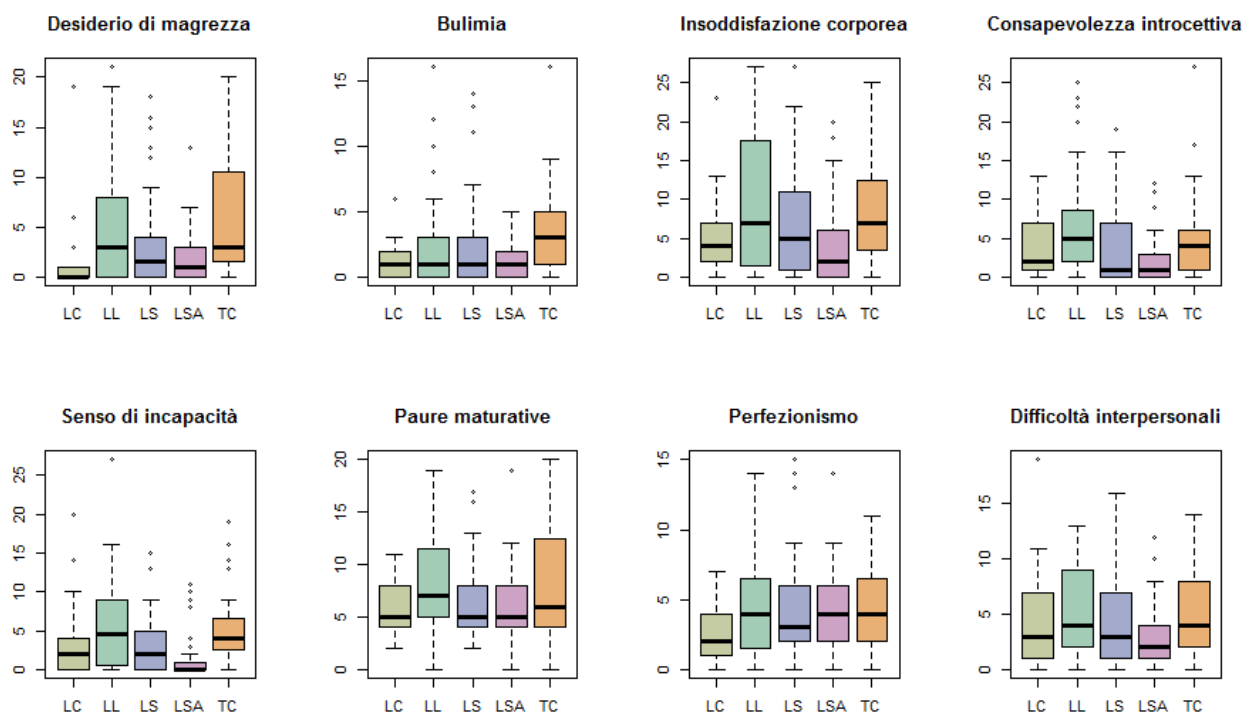 Desiderio di magrezza
20
15
10
5
0
LC LL LS LSA TC
Bulimia
15
10
5
0
LC LL LS LSA TC
Insoddisfazione corporea
25
20
15
10
5
0
LC LL LS LSA TC
Consapevolezza introcettiva
25
20
15
10
5
0
LC LL LS LSA TC
Senso di incapacità
25
20
15
10
5
0
LC LL LS LSA TC
Paure maturative
20
15
10
5
0
LC LL LS LSA TC
Perfezionismo
15
10
5
0
LC LL LS LSA TC
Difficoltà interpersonali
15
10
5
0
LC LL LS LSA TC